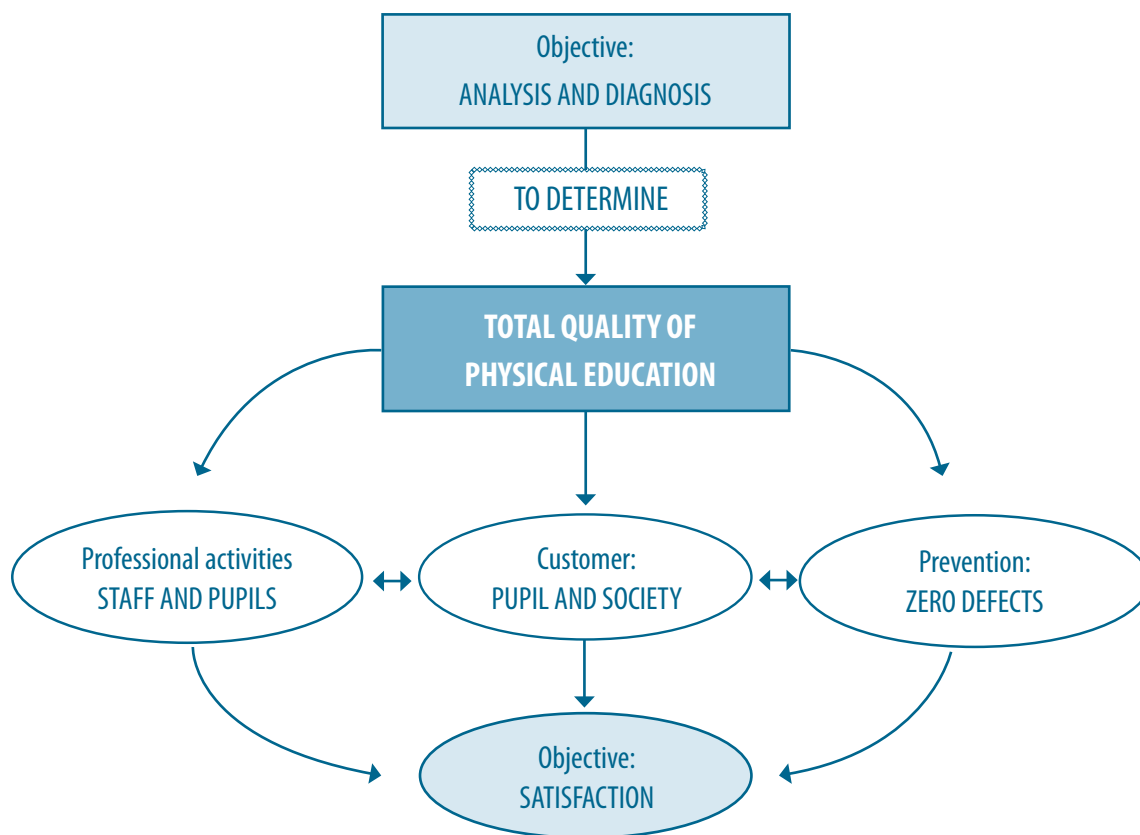 Objective:
ANALYSIS AND DIAGNOSIS
TO DETERMINE
TOTAL QUALITY OF
PHYSICAL EDUCATION
Professional activities
STAFF AND PUPILS
Customer:
PUPIL AND SOCIETY
Prevention:
ZERO DEFECTS
Objective:
SATISFACTION